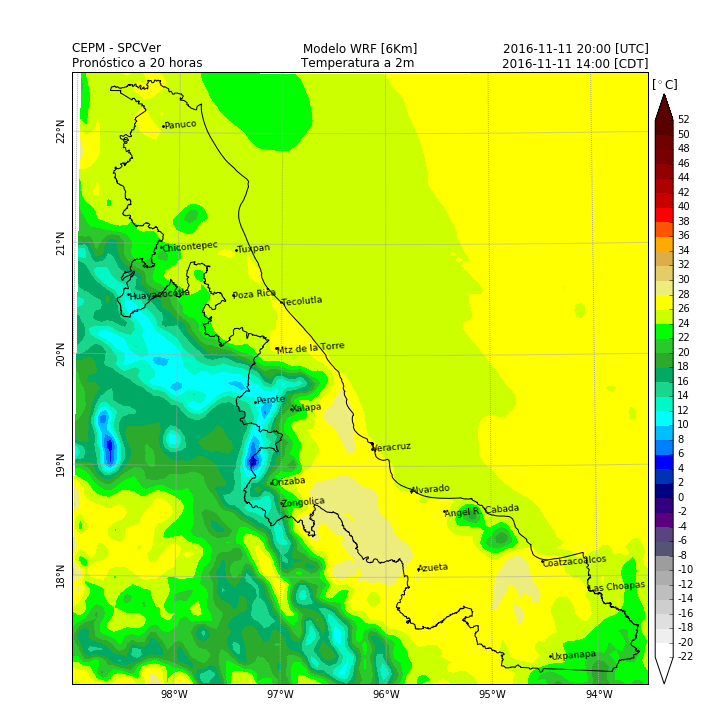 CEPM - SPCVer
Modelo WRF [6Km]
2016-11-11 20:00 [UTC]
Pronóstico a 20 horas
Temperatura a 2m
2016-11-11 14:00 [CDT]
[°C]
22°N
21°N
20°N
19°N
18°N
Panuco
Chicontepec
Tuxpan
Huayacocotla
Poza Rica
Tecolutla
Mtz de la Torre
Perote
Xalapa
Veracruz
Orizaba
Alvarado
Zongolica
Angel R. Cabada
Azueta
Coatzacoalcos
Las Choapas
Uxpanapa
98°W
97°W
96°W
95°W
94°W
52
50
48
46
44
42
40
38
36
34
32
30
28
26
24
22
20
18
16
14
12
10
8
6
4
2
0
-2
-4
-6
-8
-10
-12
-14
-16
-18
-20
-22